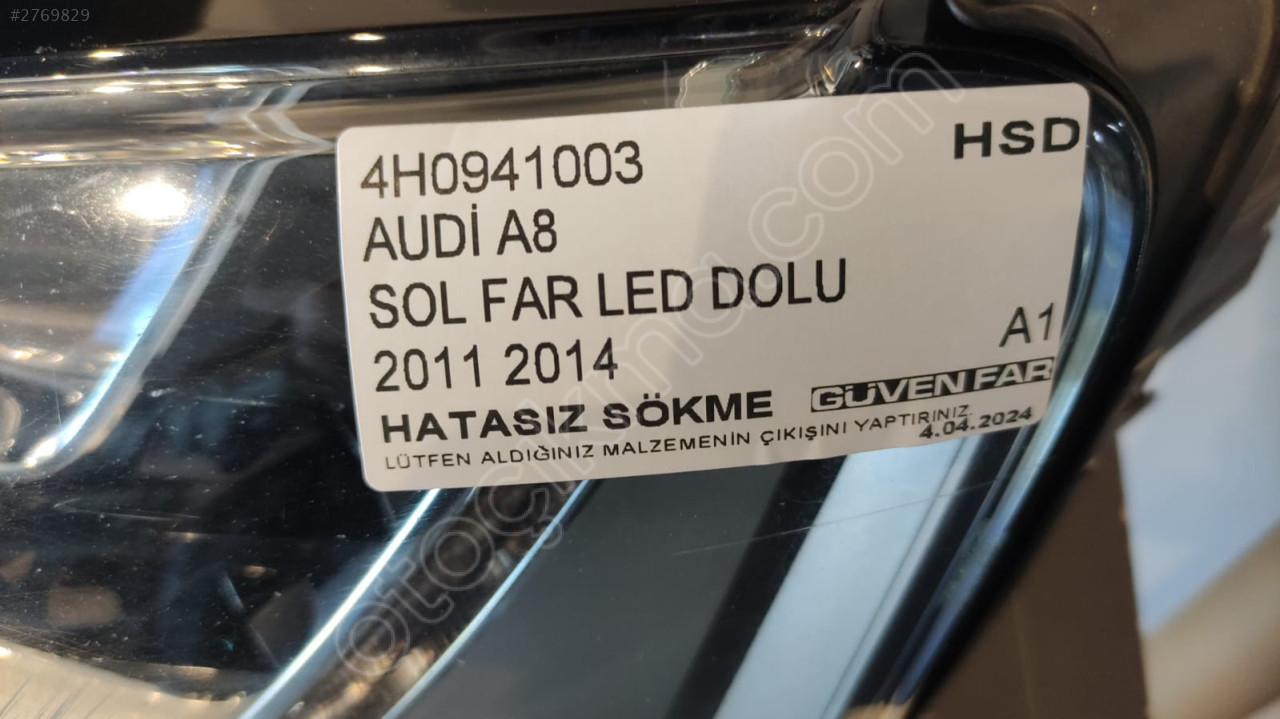 #2769829
4H0941003
HSD
AUDİ A8
SOL FAR LED DOLU
2011 2014
A1
HATASIZ SÖKME
GÜVEN FAR
LÜTFEN ALDIĞINIZ MALZEMENİN ÇIKIŞINI YAPTIRINIZ.
4.04.2024
otoçıkma.com